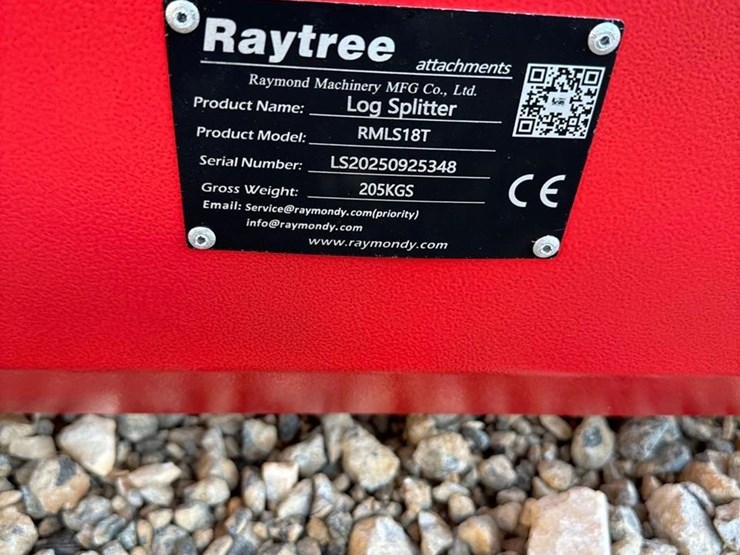 Raytree
attachments
Raymond Machinery MFG Co., Ltd.
Product Name: Log Splitter
Product Model: RMLS18T
Serial Number: LS20250925348
Gross Weight: 205KGS
CE
Email: Service@raymondy.com(priority)
info@raymondy.com
www.raymondy.com